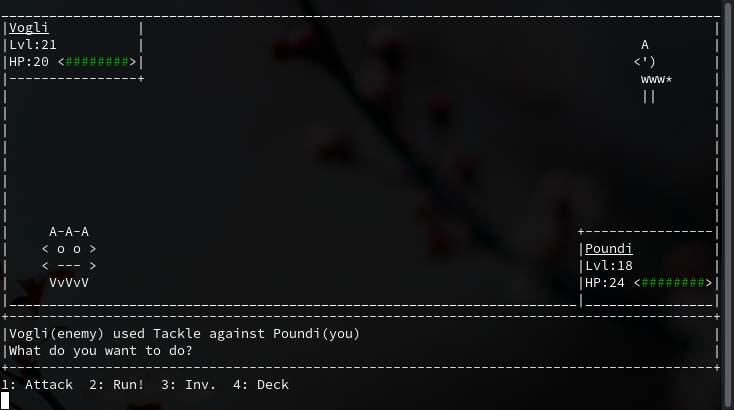 Vogli
Lvl:21
HP:20 <########>
A
<')
www*
||
A-A-A
< o o >
< --- >
VvVvV
Poundi
Lvl:18
HP:24 <########>
Vogli(enemy) used Tackle against Poundi(you)
What do you want to do?
1: Attack  2: Run!  3: Inv.  4: Deck